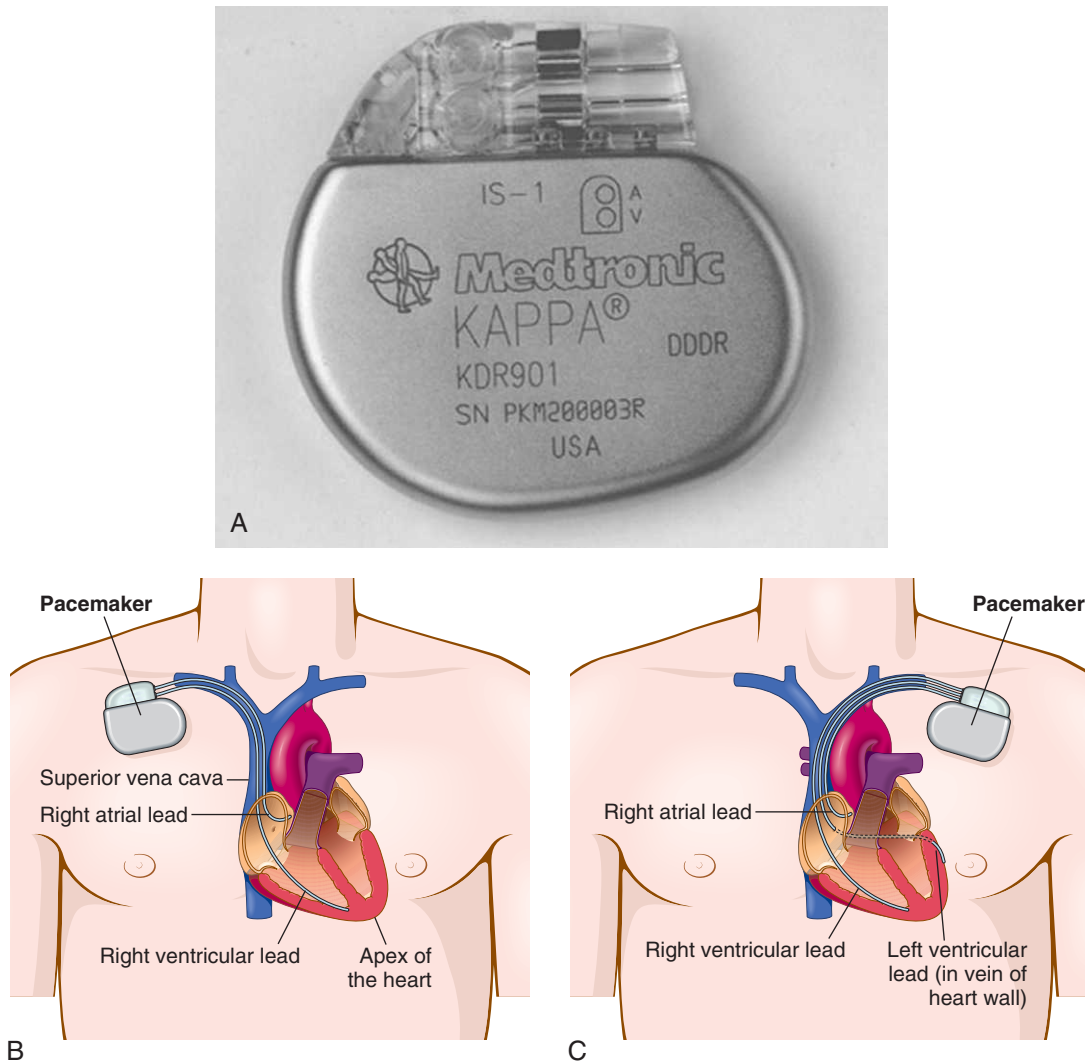 IS-1
A
V
Medtronic
KAPPA®
DDDR
KDR901
SN PKM200003R
USA
A
Pacemaker
Superior vena cava
Right atrial lead
Right ventricular lead
Apex of
the heart
B
Pacemaker
Right atrial lead
Right ventricular lead
Left ventricular
lead (in vein of
heart wall)
C